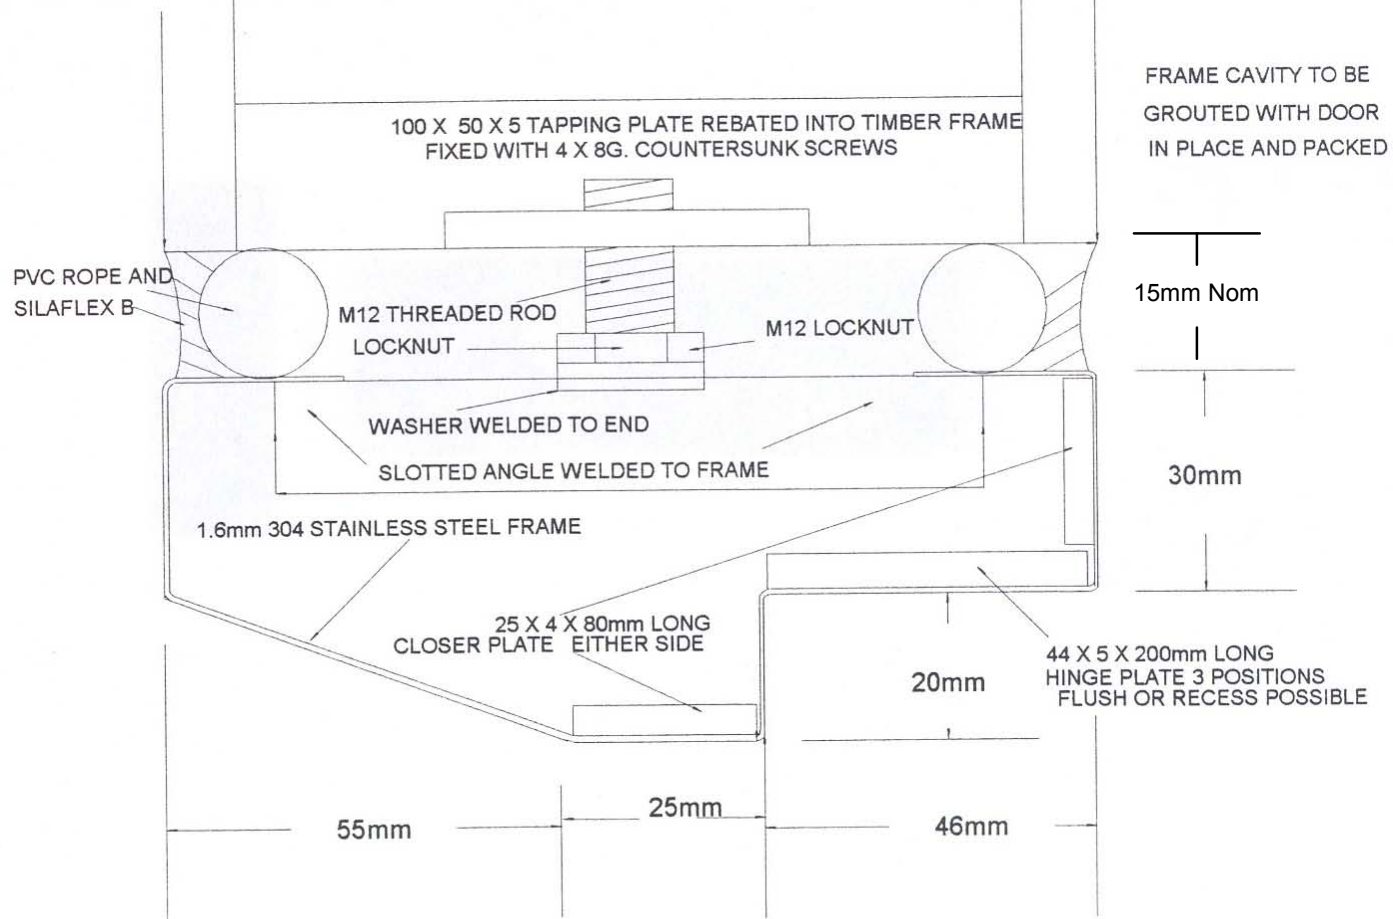 FRAME CAVITY TO BE
GROUTED WITH DOOR
IN PLACE AND PACKED
100 X 50 X 5 TAPPING PLATE REBATED INTO TIMBER FRAME
FIXED WITH 4 X 8G. COUNTERSUNK SCREWS
PVC ROPE AND
SILAFLEX B
15mm Nom
M12 THREADED ROD
LOCKNUT
M12 LOCKNUT
WASHER WELDED TO END
SLOTTED ANGLE WELDED TO FRAME
30mm
1.6mm 304 STAINLESS STEEL FRAME
25 X 4 X 80mm LONG
CLOSER PLATE EITHER SIDE
44 X 5 X 200mm LONG
HINGE PLATE 3 POSITIONS
FLUSH OR RECESS POSSIBLE
20mm
55mm
25mm
46mm